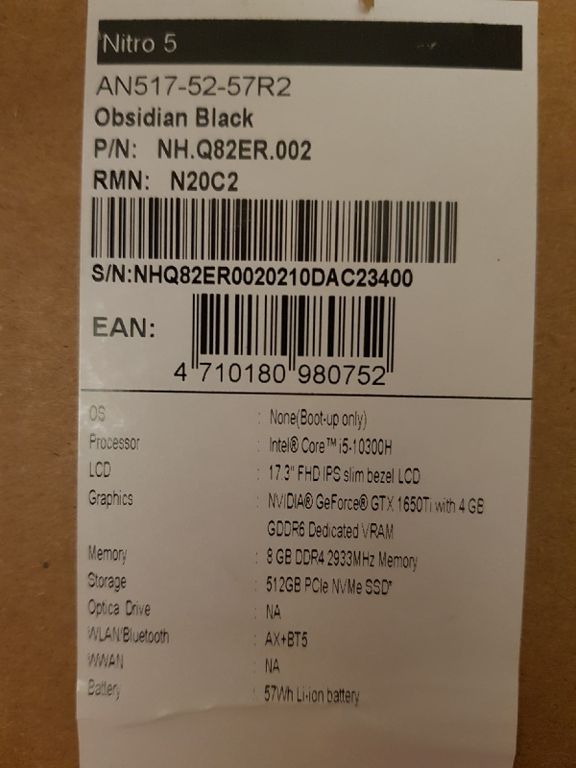 Nitro 5
AN517-52-57R2
Obsidian Black
P/N: NH.Q82ER.002
RMN: N20C2
S/N:NHQ82ER0020210DAC23400
EAN:
4 710180 980752
OS : None(Boot-up only)
Processor : Intel® Core™ i5-10300H
LCD : 17.3" FHD IPS slim bezel LCD
Graphics : NVIDIA® GeForce® GTX 1650Ti with 4 GB
GDDR6 Dedicated VRAM
Memory : 8 GB DDR4 2933MHz Memory
Storage : 512GB PCIe NVMe SSD*
Optical Drive : NA
WLAN/Bluetooth : AX+BT5
WWAN : NA
Battery : 57Wh Li-ion battery